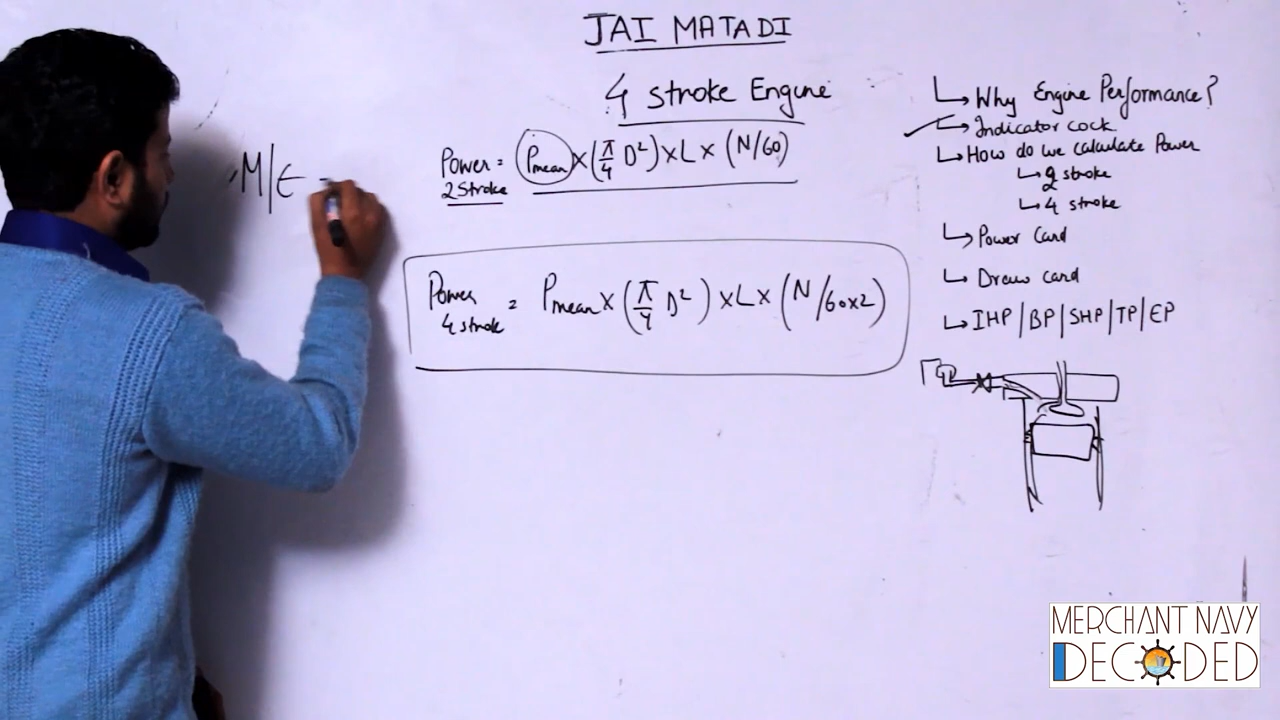 JAI MATADI
4 stroke Engine
Power 2 stroke = Pmean × (π/4 D²) × L × (N/60)
M/E =
Power 4 stroke = Pmean × (π/4 D²) × L × (N/60×2)
Why Engine Performance?
Indicator cock
How do we calculate Power
2 stroke
4 stroke
Power card
Draw card
IHP/BP/SHP/TP/EP
MERCHANT NAVY
DECODED